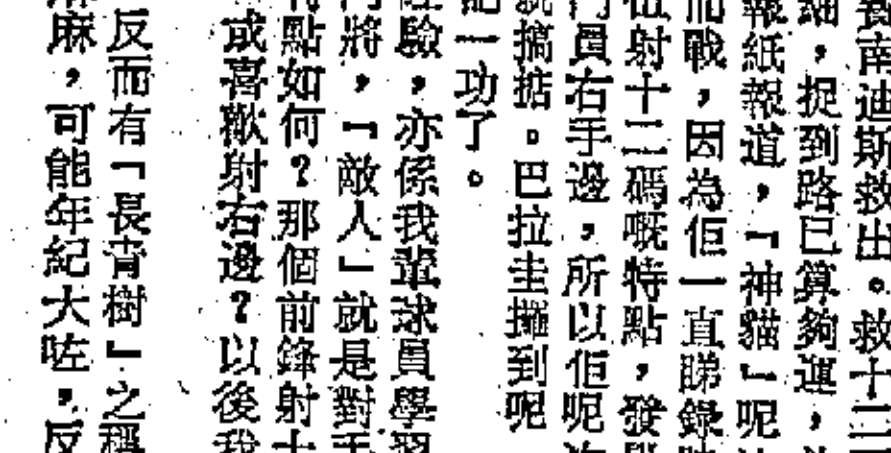 養南迪斯救出。救十二
細，捉到路已算夠運，
報紙報道，「神貓」呢
而戰，因為佢一直睇錄
佢射十二碼嘅特點，發
門員右手邊，所以佢呢
就搞掂。巴拉圭攞到呢
記一功了。
經驗，亦係我輩球員學習
門將，「敵人」就是對手
特點如何？那個前鋒射十
或喜歡射右邊？以後我
反而有「長青樹」之稱
麻，可能年紀大咗，反